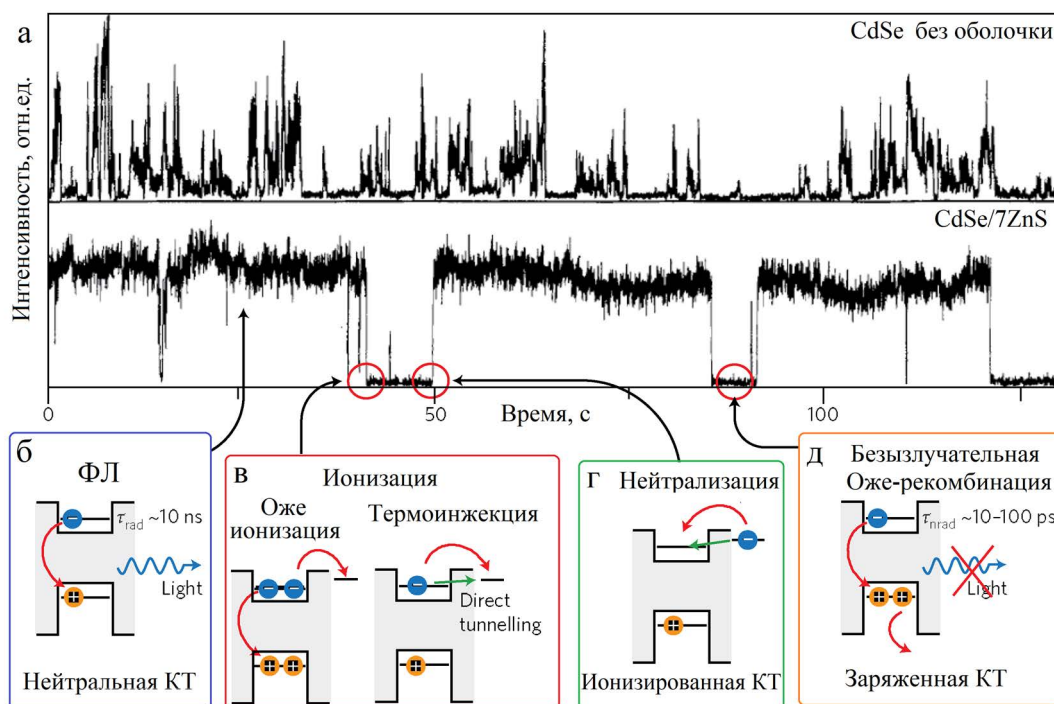 а
CdSe без оболочки
Интенсивность, отн.ед.
CdSe/7ZnS
0
50
100
Время, с
б
ФЛ
τrad ~10 ns
Light
Нейтральная КТ
в
Ионизация
Оже
ионизация
Термоинжекция
Direct
tunnelling
г
Нейтрализация
Ионизированная КТ
д
Безызлучательная
Оже-рекомбинация
τnrad ~10–100 ps
Light
Заряженная КТ